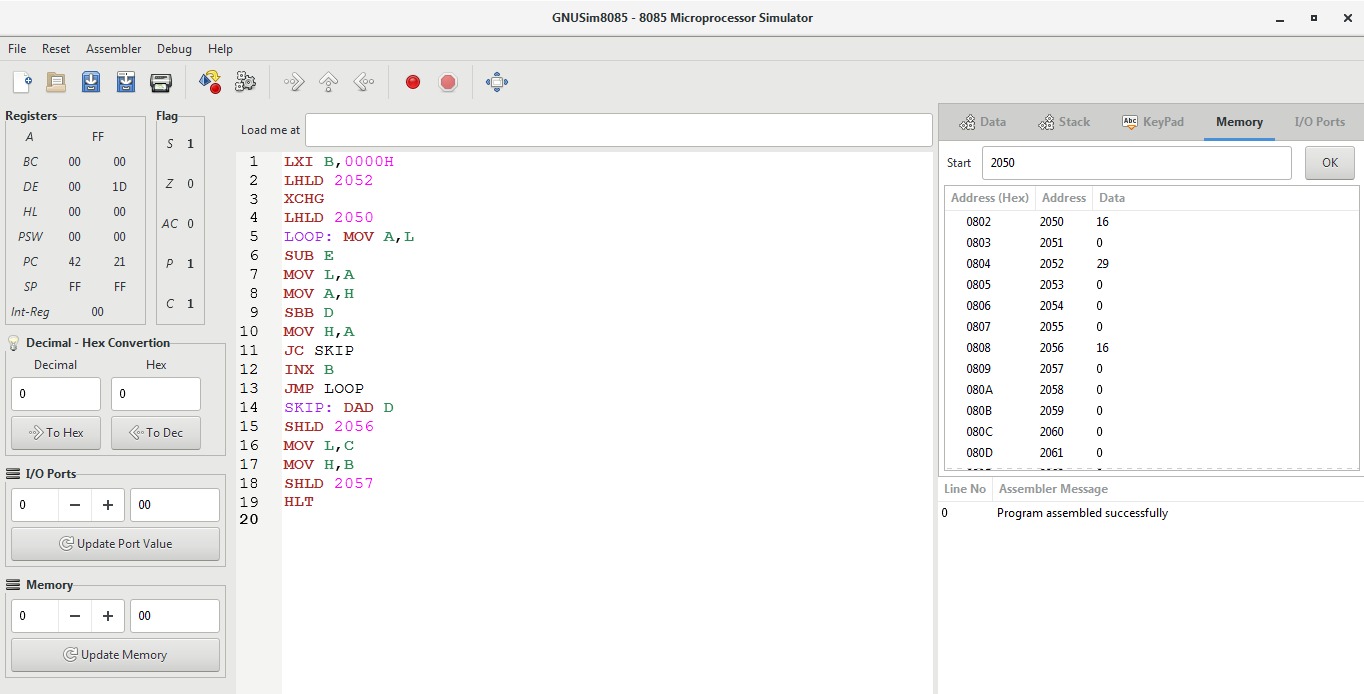 GNUSim8085 - 8085 Microprocessor Simulator
File Reset Assembler Debug Help
Registers
A FF
BC 00 00
DE 00 1D
HL 00 00
PSW 00 00
PC 42 21
SP FF FF
Int-Reg 00
Flag
S 1
Z 0
AC 0
P 1
C 1
Decimal - Hex Convertion
Decimal Hex
0 0
To Hex To Dec
I/O Ports
0 − + 00
Update Port Value
Memory
0 − + 00
Update Memory
Load me at
1 LXI B,0000H
2 LHLD 2052
3 XCHG
4 LHLD 2050
5 LOOP: MOV A,L
6 SUB E
7 MOV L,A
8 MOV A,H
9 SBB D
10 MOV H,A
11 JC SKIP
12 INX B
13 JMP LOOP
14 SKIP: DAD D
15 SHLD 2056
16 MOV L,C
17 MOV H,B
18 SHLD 2057
19 HLT
20
Data Stack Abc KeyPad Memory I/O Ports
Start 2050 OK
Address (Hex) Address Data
0802 2050 16
0803 2051 0
0804 2052 29
0805 2053 0
0806 2054 0
0807 2055 0
0808 2056 16
0809 2057 0
080A 2058 0
080B 2059 0
080C 2060 0
080D 2061 0
Line No Assembler Message
0 Program assembled successfully